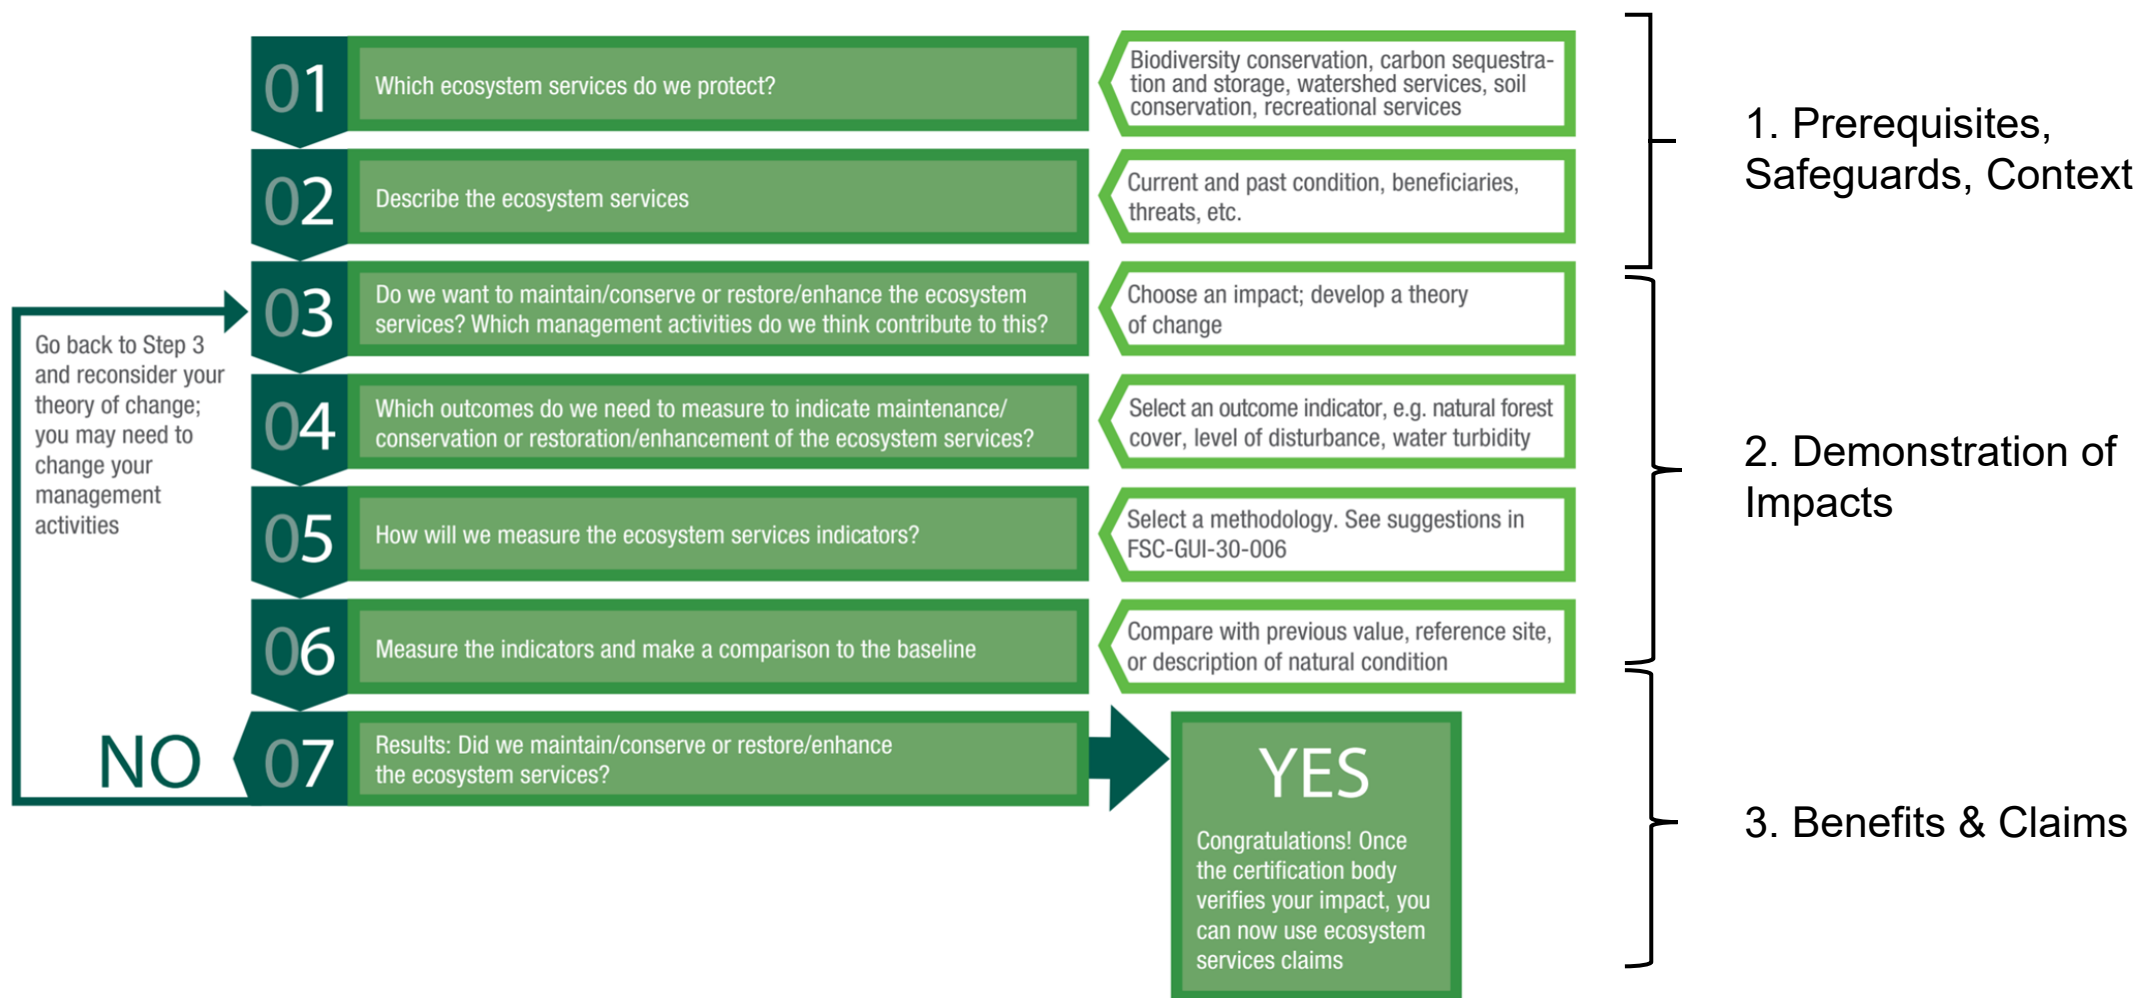 01
Which ecosystem services do we protect?
Biodiversity conservation, carbon sequestra-
tion and storage, watershed services, soil
conservation, recreational services
1. Prerequisites,
Safeguards, Context
02
Describe the ecosystem services
Current and past condition, beneficiaries,
threats, etc.
03
Do we want to maintain/conserve or restore/enhance the ecosystem
services? Which management activities do we think contribute to this?
Choose an impact; develop a theory
of change
Go back to Step 3
and reconsider your
theory of change;
you may need to
change your
management
activities
04
Which outcomes do we need to measure to indicate maintenance/
conservation or restoration/enhancement of the ecosystem services?
Select an outcome indicator, e.g. natural forest
cover, level of disturbance, water turbidity
2. Demonstration of
Impacts
05
How will we measure the ecosystem services indicators?
Select a methodology. See suggestions in
FSC-GUI-30-006
06
Measure the indicators and make a comparison to the baseline
Compare with previous value, reference site,
or description of natural condition
NO
07
Results: Did we maintain/conserve or restore/enhance
the ecosystem services?
YES
Congratulations! Once
the certification body
verifies your impact, you
can now use ecosystem
services claims
3. Benefits & Claims